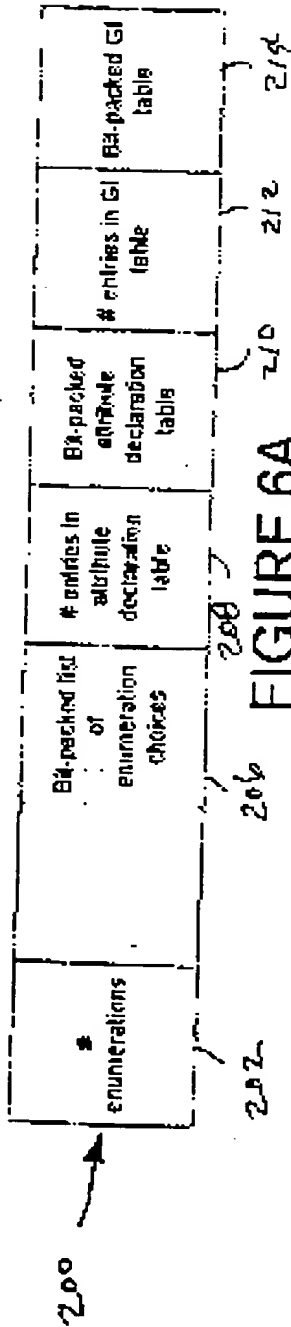 200
#
enumerations
Bit-packed list
of
enumeration
choices
# entries in
attribute
declaration
table
Bit-packed
attribute
declaration
table
# entries in GI
table
Bit-packed GI
table
202
206
208
210
212
214
FIGURE 6A